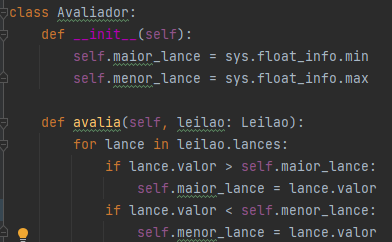 class Avaliador:
    def __init__(self):
        self.maior_lance = sys.float_info.min
        self.menor_lance = sys.float_info.max
    def avalia(self, leilao: Leilao):
        for lance in leilao.lances:
            if lance.valor > self.maior_lance:
                self.maior_lance = lance.valor
            if lance.valor < self.menor_lance:
                self.menor_lance = lance.valor